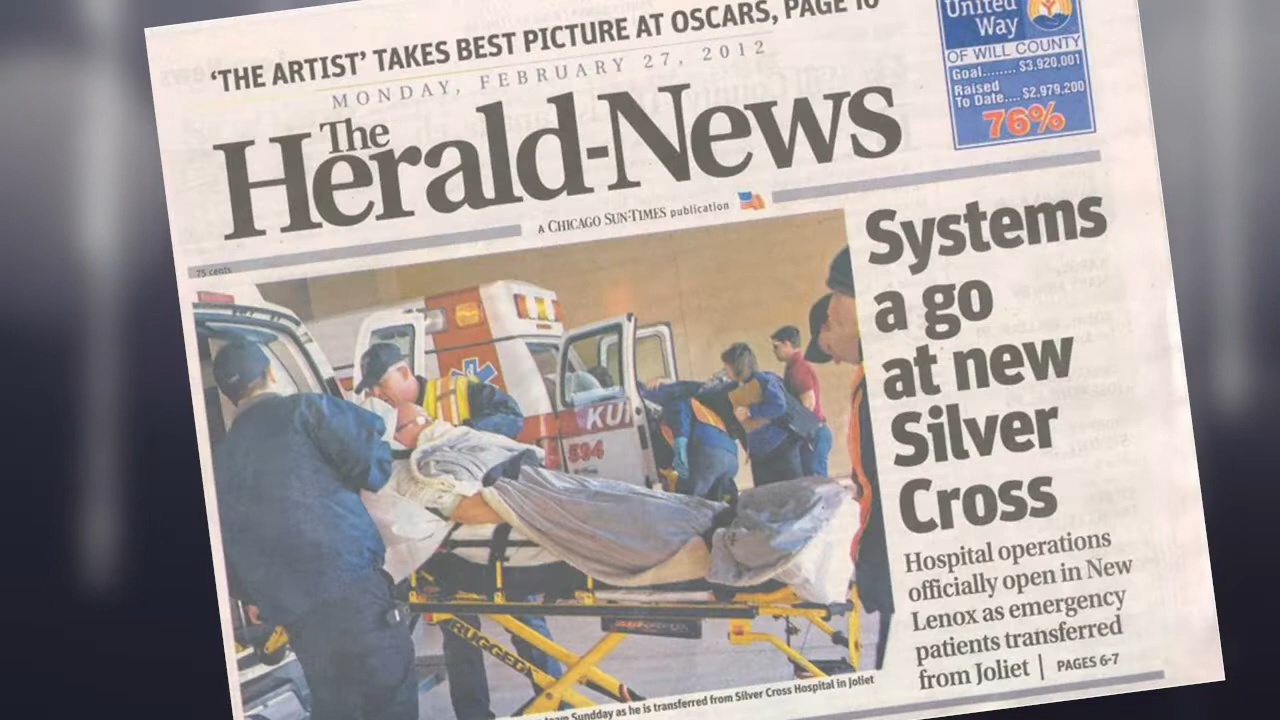 'THE ARTIST' TAKES BEST PICTURE AT OSCARS, PAGE 10
MONDAY, FEBRUARY 27, 2012
The
Herald-News
A CHICAGO SUN-TIMES publication
75 cents
United
Way
OF WILL COUNTY
Goal........ $3,920,001
Raised
To Date.... $2,979,200
76%
Systems
a go
at new
Silver
Cross
Hospital operations
officially open in New
Lenox as emergency
patients transferred
from Joliet | PAGES 6-7
KU
594
RUGGED
team Sundday as he is transferred from Silver Cross Hospital in Joliet